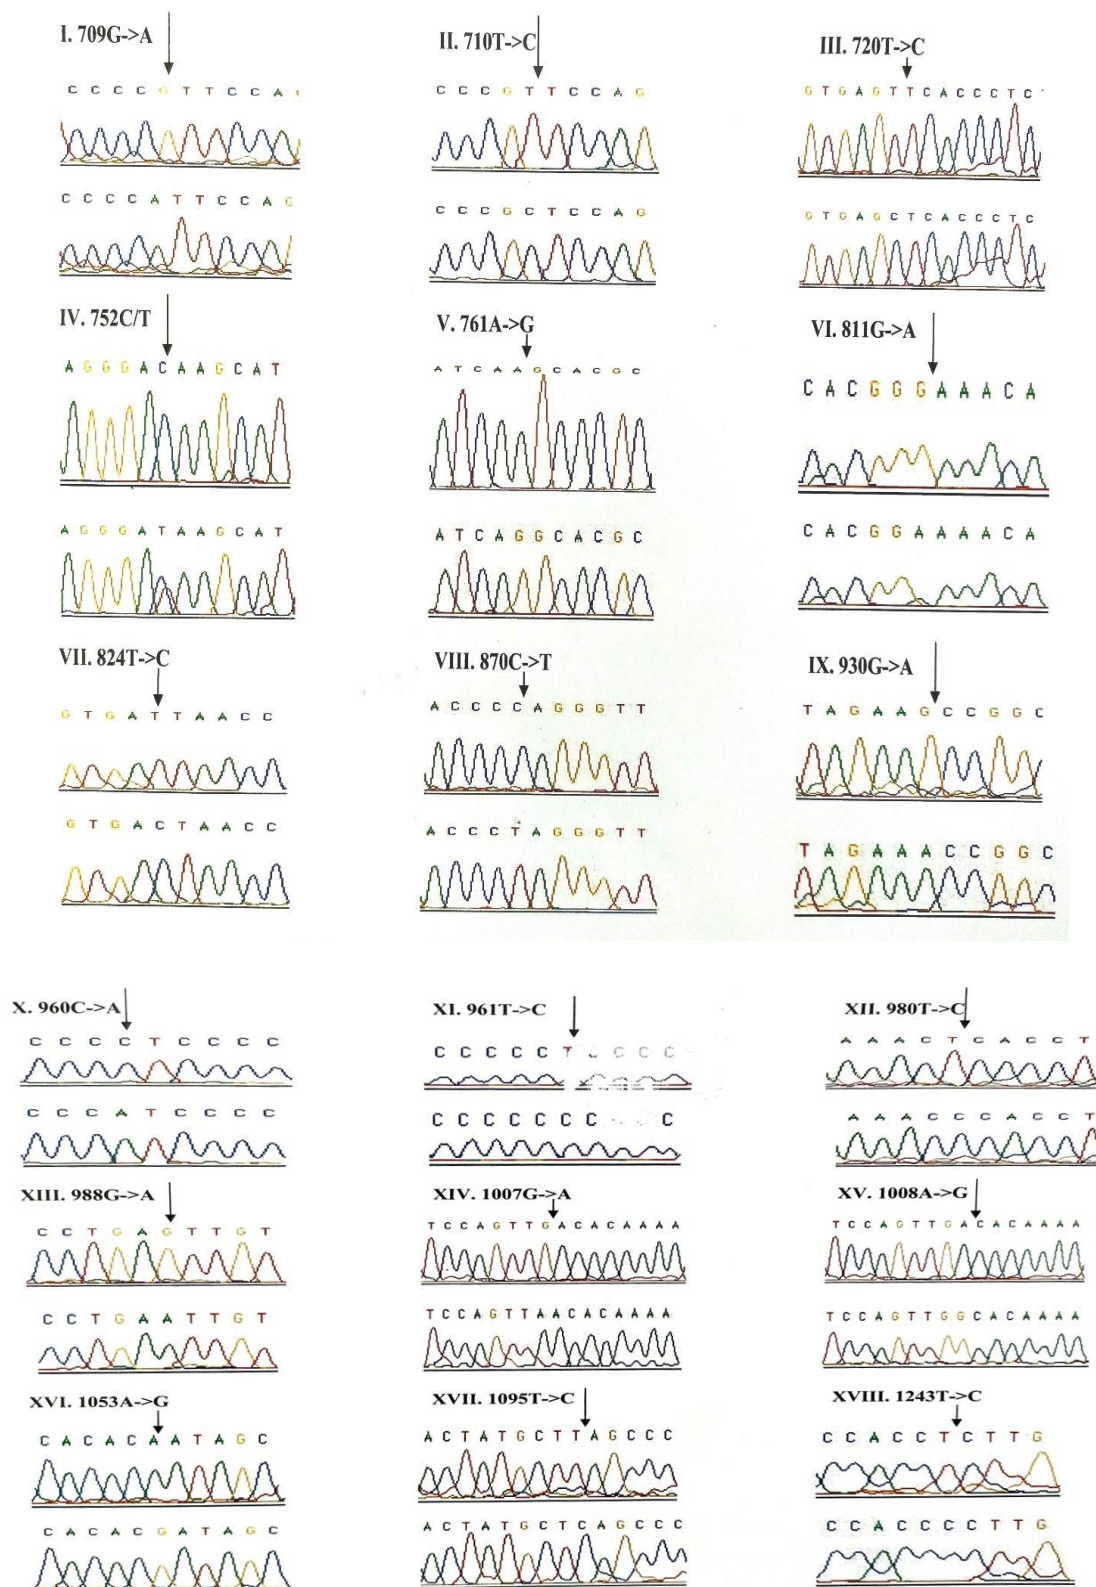 I. 709G->A
C C C C G T T C C A
C C C C A T T C C A G
II. 710T->C
C C C G T T C C A G
C C C G C T C C A G
III. 720T->C
G T G A G T T C A C C C T C
G T G A G C T C A C C C T C
IV. 752C/T
A G G G A C A A G C A T
A G G G A T A A G C A T
V. 761A->G
A T C A A G C A C G C
A T C A G G C A C G C
VI. 811G->A
C A C G G G A A A C A
C A C G G A A A A C A
VII. 824T->C
G T G A T T A A C C
G T G A C T A A C C
VIII. 870C->T
A C C C C A G G G T T
A C C C T A G G G T T
IX. 930G->A
T A G A A G C C G G C
T A G A A A C C G G C
X. 960C->A
C C C C T C C C C
C C C A T C C C C
XI. 961T->C
C C C C C T C C C C
C C C C C C C C
XII. 980T->C
A A A C T C A C C T
A A A C C C A C C T
XIII. 988G->A
C C T G A G T T G T
C C T G A A T T G T
XIV. 1007G->A
T C C A G T T G A C A C A A A A
T C C A G T T A A C A C A A A A
XV. 1008A->G
T C C A G T T G A C A C A A A A
T C C A G T T G G C A C A A A A
XVI. 1053A->G
C A C A C A A T A G C
C A C A C G A T A G C
XVII. 1095T->C
A C T A T G C T T A G C C C
A C T A T G C T C A G C C C
XVIII. 1243T->C
C C A C C T C T T G
C C A C C C C T T G